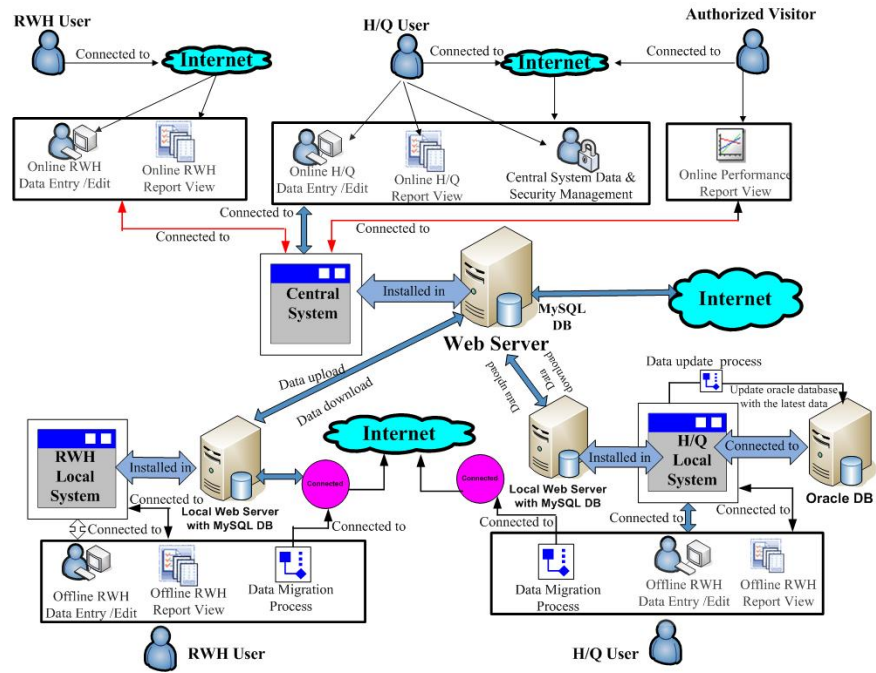 RWH User
H/Q User
Authorized Visitor
Connected to
Internet
Connected to
Internet
Connected to
Online RWH
Data Entry /Edit
Online RWH
Report View
Online H/Q
Data Entry /Edit
Online H/Q
Report View
Central System Data &
Security Management
Online Performance
Report View
Connected to
Connected to
Connected to
Central
System
Installed in
MySQL
DB
Web Server
Internet
Data upload
Data download
Data upload
Data
download
Data update process
Update oracle database
with the latest data
RWH
Local
System
Installed in
Local Web Server
with MySQL DB
Connected
Internet
Connected
Local Web Server
with MySQL DB
Installed in
H/Q
Local
System
Connected to
Oracle DB
Connected to
Connected to
Connected to
Connected to
Connected to
Connected to
Offline RWH
Data Entry /Edit
Offline RWH
Report View
Data Migration
Process
Data Migration
Process
Offline RWH
Data Entry /Edit
Offline RWH
Report View
RWH User
H/Q User